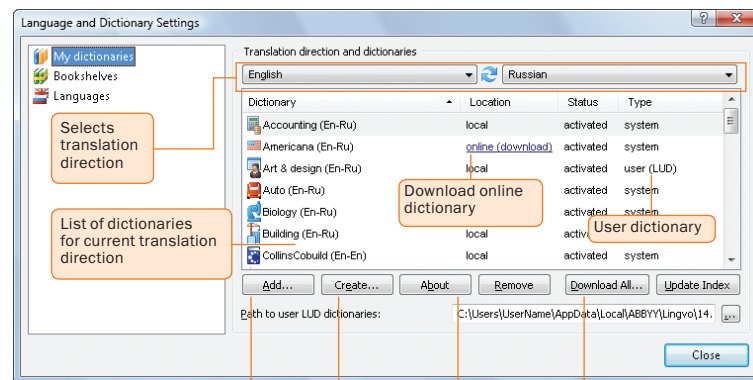 Language and Dictionary Settings
My dictionaries
Bookshelves
Languages
Translation direction and dictionaries
English Russian
Dictionary Location Status Type
Accounting (En-Ru) local activated system
Americana (En-Ru) online (download) activated system
Art & design (En-Ru) local activated user (LUD)
Auto (En-Ru) activated system
Biology (En-Ru) activated system
Building (En-Ru) local
CollinsCobuild (En-En) local activated system
Selects
translation
direction
Download online
dictionary
User dictionary
List of dictionaries
for current translation
direction
Add... Create... About Remove Download All... Update Index
Path to user LUD dictionaries: C:\Users\UserName\AppData\Local\ABBYY\Lingvo\14. ...
Close